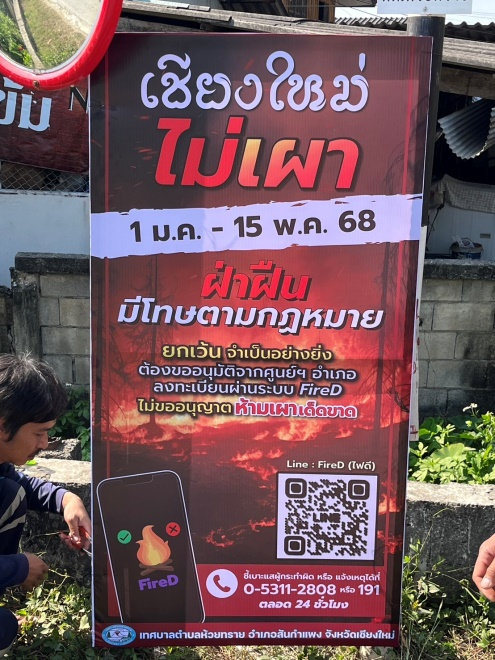 เชียงใหม่
ไม่เผา
1 ม.ค. - 15 พ.ค. 68
ฝ่าฝืน
มีโทษตามกฎหมาย
ยกเว้น จำเป็นอย่างยิ่ง
ต้องขออนุมัติจากศูนย์ฯ อำเภอ
ลงทะเบียนผ่านระบบ FireD
ไม่ขออนุญาต ห้ามเผาเด็ดขาด
Line : FireD (ไฟดี)
FireD
ชี้เบาะแสผู้กระทำผิด หรือ แจ้งเหตุได้ที่
0-5311-2808 หรือ 191
ตลอด 24 ชั่วโมง
เทศบาลตำบลห้วยทราย อำเภอสันกำแพง จังหวัดเชียงใหม่